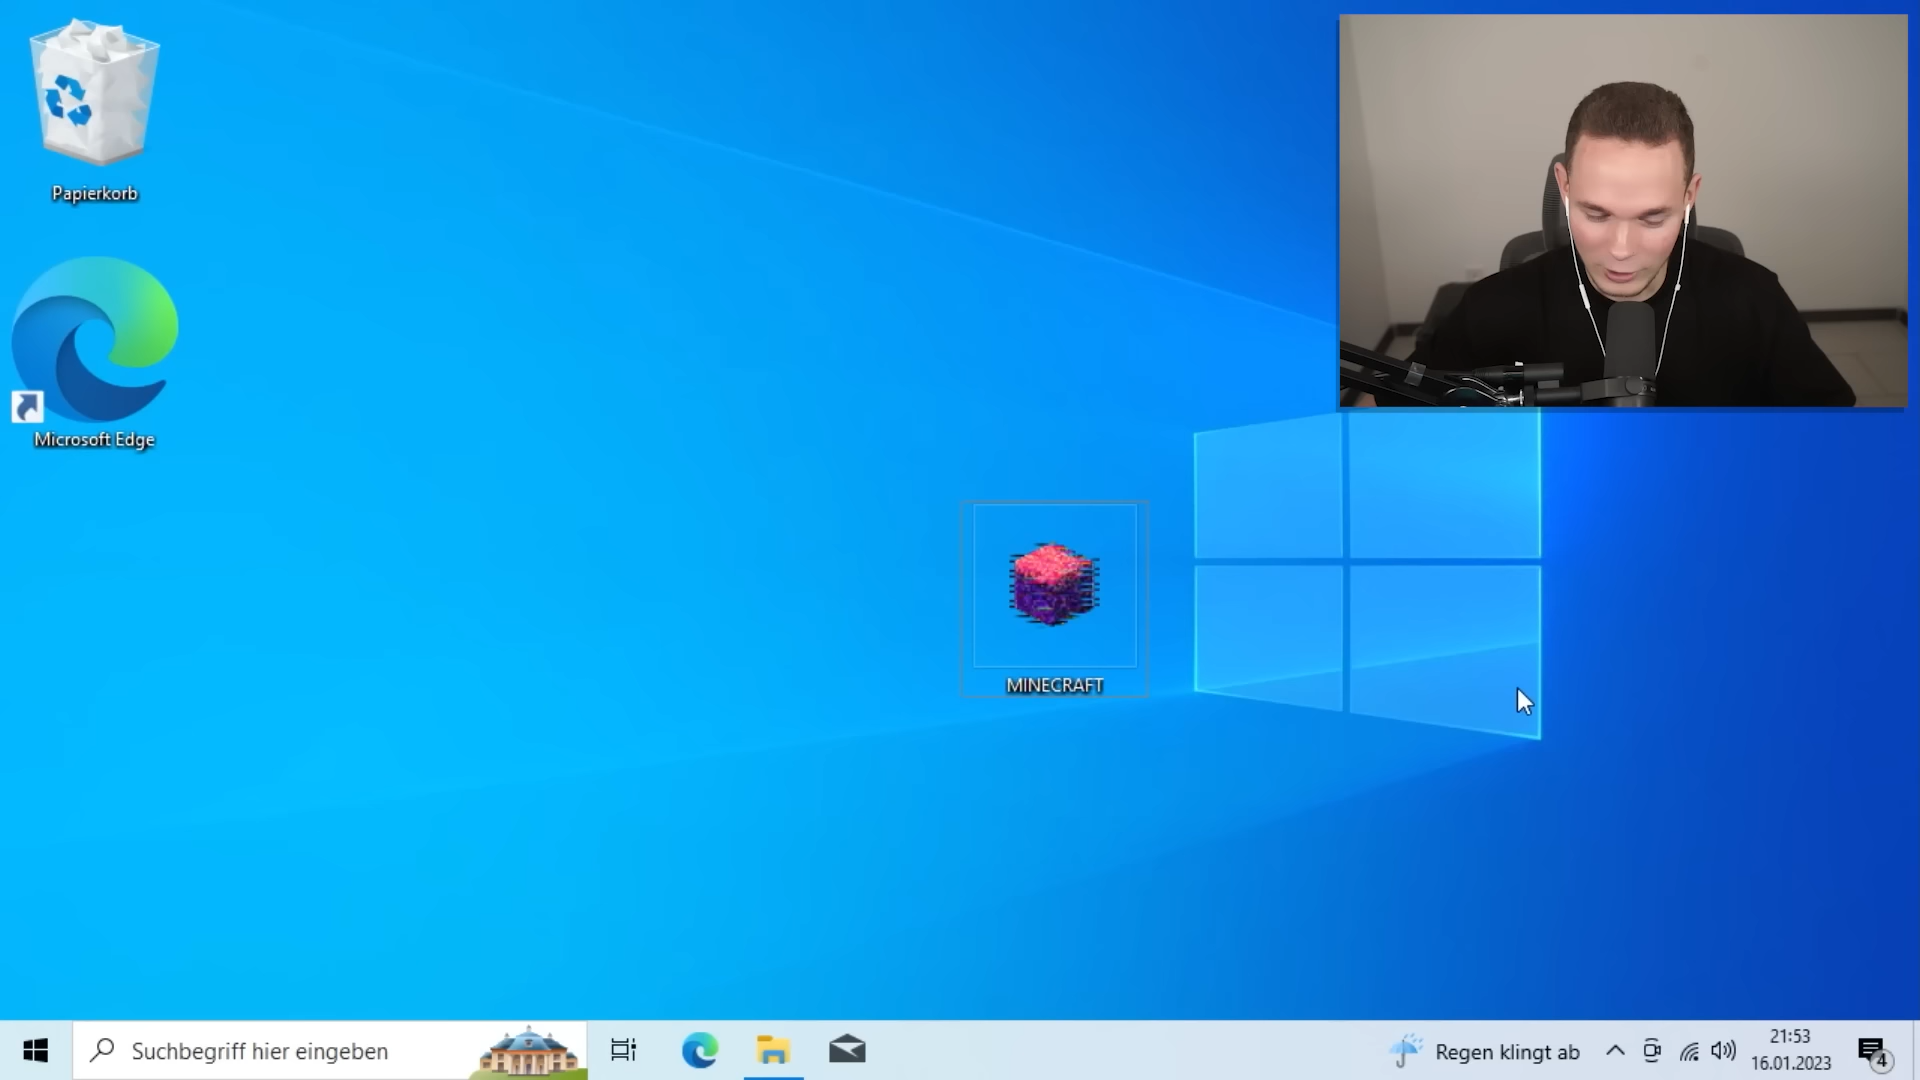 Papierkorb
Microsoft Edge
MINECRAFT
Suchbegriff hier eingeben
Regen klingt ab
21:53
16.01.2023
4